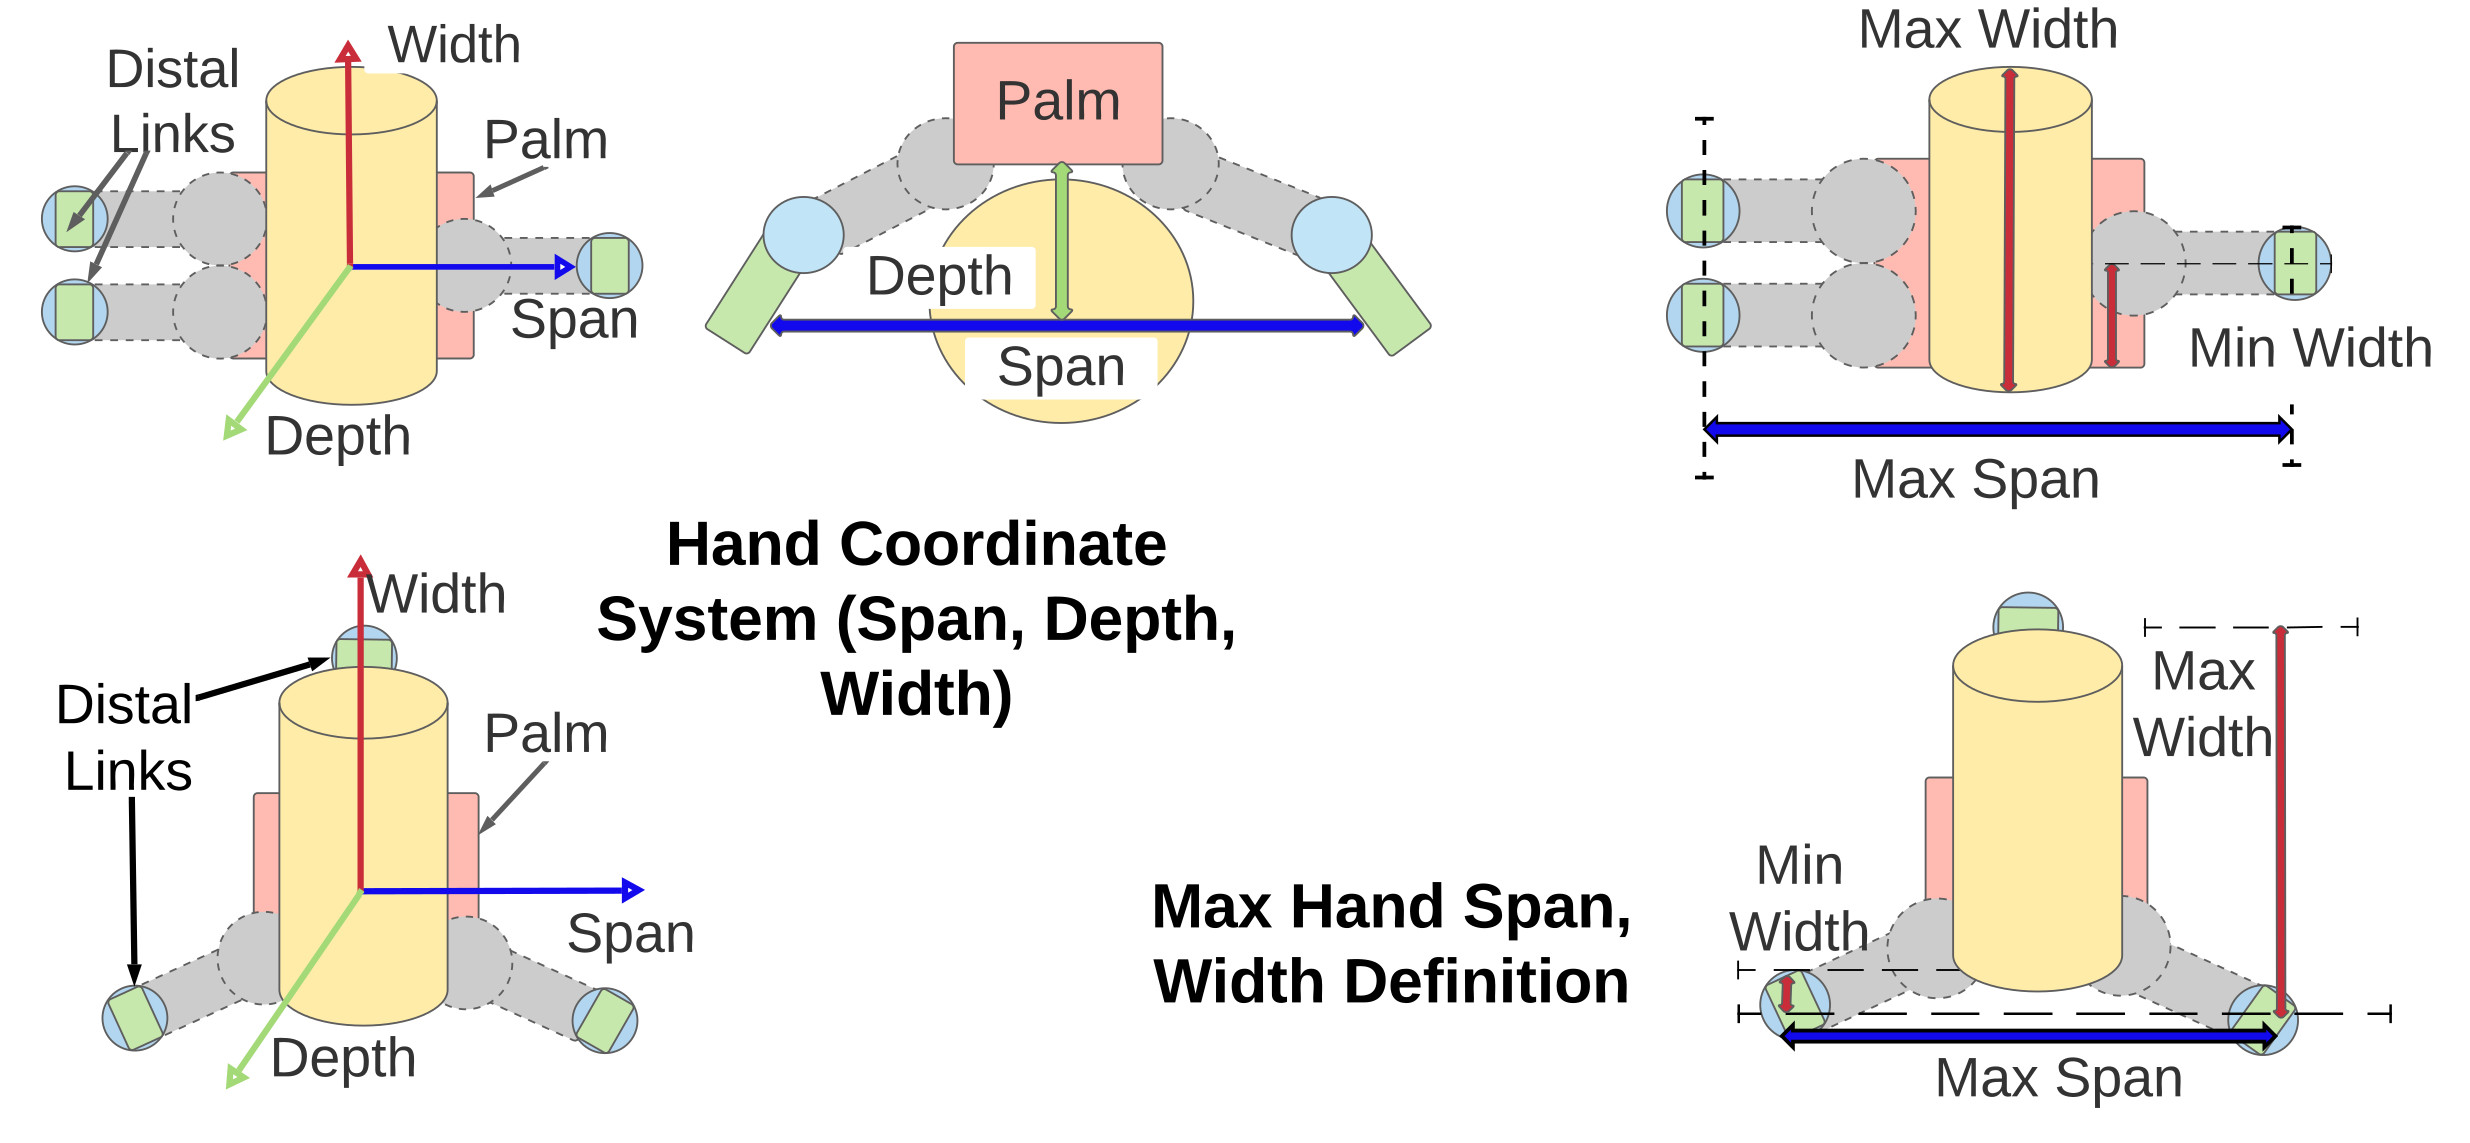 Width
Distal
Links
Palm
Span
Depth
Palm
Depth
Span
Max Width
Min Width
Max Span
Hand Coordinate
System (Span, Depth,
Width)
Width
Distal
Links
Palm
Span
Depth
Max Hand Span,
Width Definition
Max
Width
Min
Width
Max Span